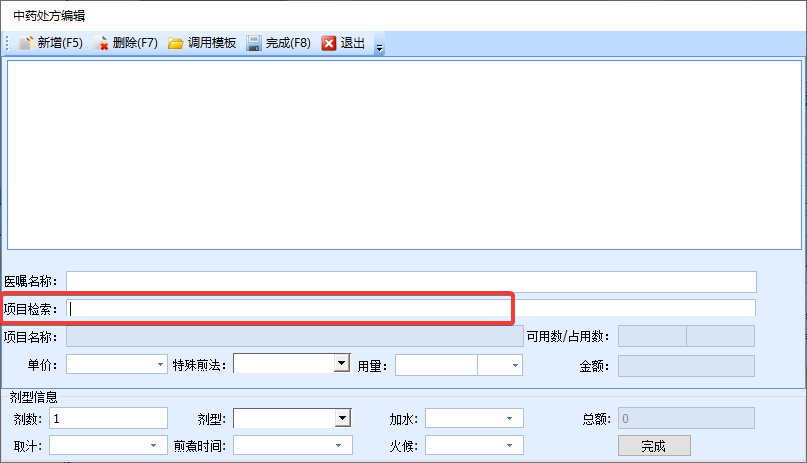 中药处方编辑
新增(F5) 删除(F7) 调用模板 完成(F8) 退出
医嘱名称：
项目检索：
项目名称： 可用数/占用数：
单价： 特殊煎法： 用量： 金额：
剂型信息
剂数： 1 剂型： 加水： 总额： 0
取汁： 煎煮时间： 火候： 完成